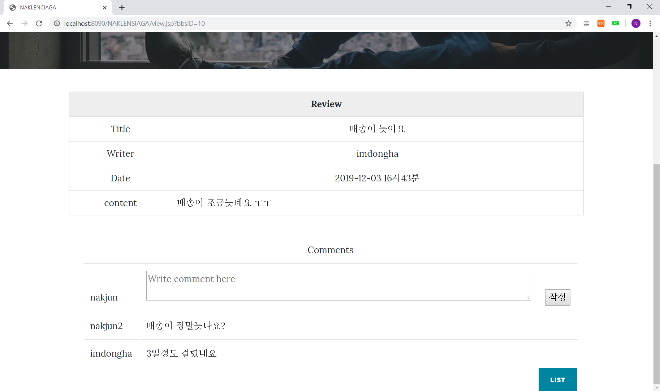 NAKLENCIAGA
localhost:8090/NAKLENSIAGA/view.jsp?bbsID=10
Review
Title 배송이 늦어요
Writer imdongha
Date 2019-12-03 16시43분
content 배송이 조금늦네요 ㅠㅠ
Comments
Write comment here
nakjun 작성
nakjun2 배송이 정말늦나요?
imdongha 3일정도 걸렸네요
LIST